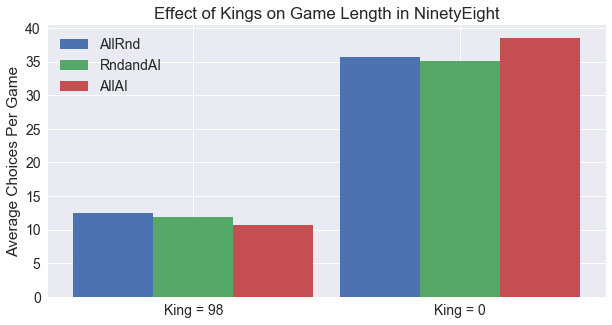 Effect of Kings on Game Length in NinetyEight
AllRnd
RndandAI
AllAI
Average Choices Per Game
40
35
30
25
20
15
10
5
0
King = 98
King = 0